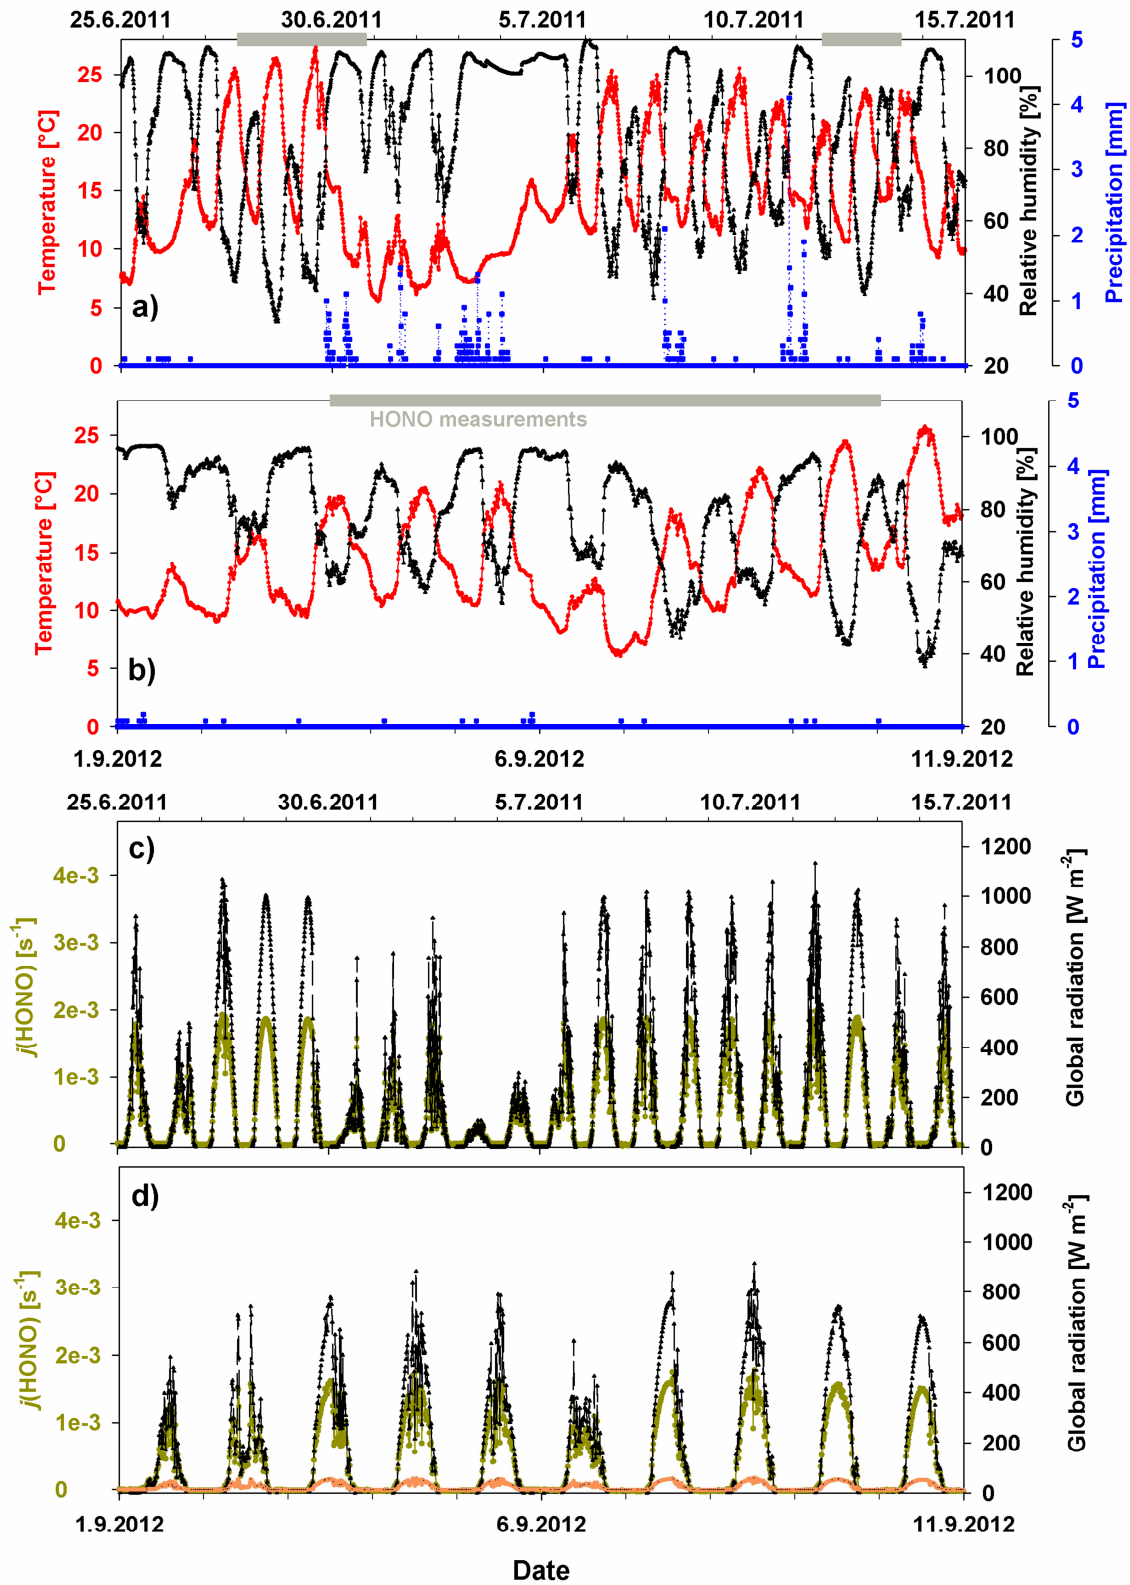 25.6.2011 30.6.2011 5.7.2011 10.7.2011 15.7.2011
25 20 15 10 5 0
Temperature [°C]
a)
100 80 60 40 20
Relative humidity [%]
5 4 3 2 1 0
Precipitation [mm]
HONO measurements
25 20 15 10 5 0
Temperature [°C]
b)
100 80 60 40 20
Relative humidity [%]
5 4 3 2 1 0
Precipitation [mm]
1.9.2012 6.9.2012 11.9.2012
25.6.2011 30.6.2011 5.7.2011 10.7.2011 15.7.2011
c)
4e-3 3e-3 2e-3 1e-3 0
j(HONO) [s-1]
1200 1000 800 600 400 200 0
Global radiation [W m-2]
d)
4e-3 3e-3 2e-3 1e-3 0
j(HONO) [s-1]
1200 1000 800 600 400 200 0
Global radiation [W m-2]
1.9.2012 6.9.2012 11.9.2012
Date